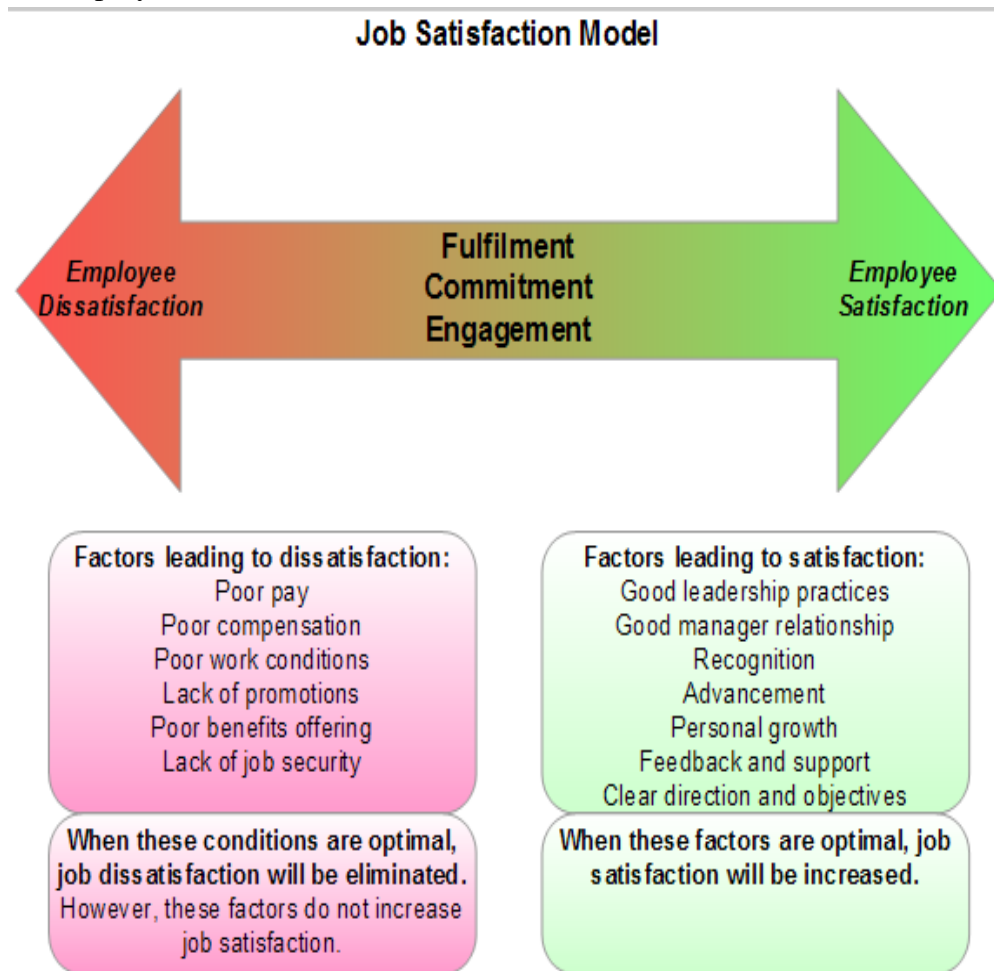 Job Satisfaction Model
Employee
Dissatisfaction
Fulfilment
Commitment
Engagement
Employee
Satisfaction
Factors leading to dissatisfaction:
Poor pay
Poor compensation
Poor work conditions
Lack of promotions
Poor benefits offering
Lack of job security
When these conditions are optimal,
job dissatisfaction will be eliminated.
However, these factors do not increase
job satisfaction.
Factors leading to satisfaction:
Good leadership practices
Good manager relationship
Recognition
Advancement
Personal growth
Feedback and support
Clear direction and objectives
When these factors are optimal, job
satisfaction will be increased.